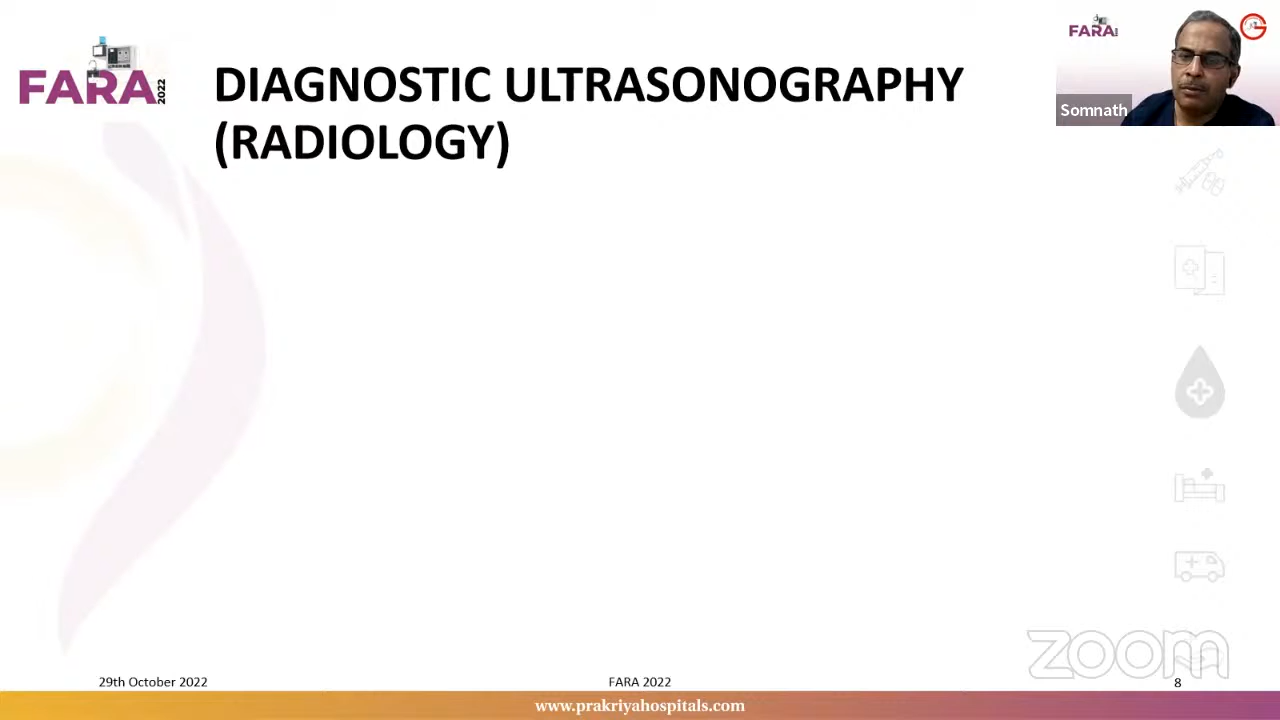 FARA 2022
DIAGNOSTIC ULTRASONOGRAPHY
(RADIOLOGY)
FARA
Somnath
zoom
29th October 2022
FARA 2022
8
www.prakriyahospitals.com